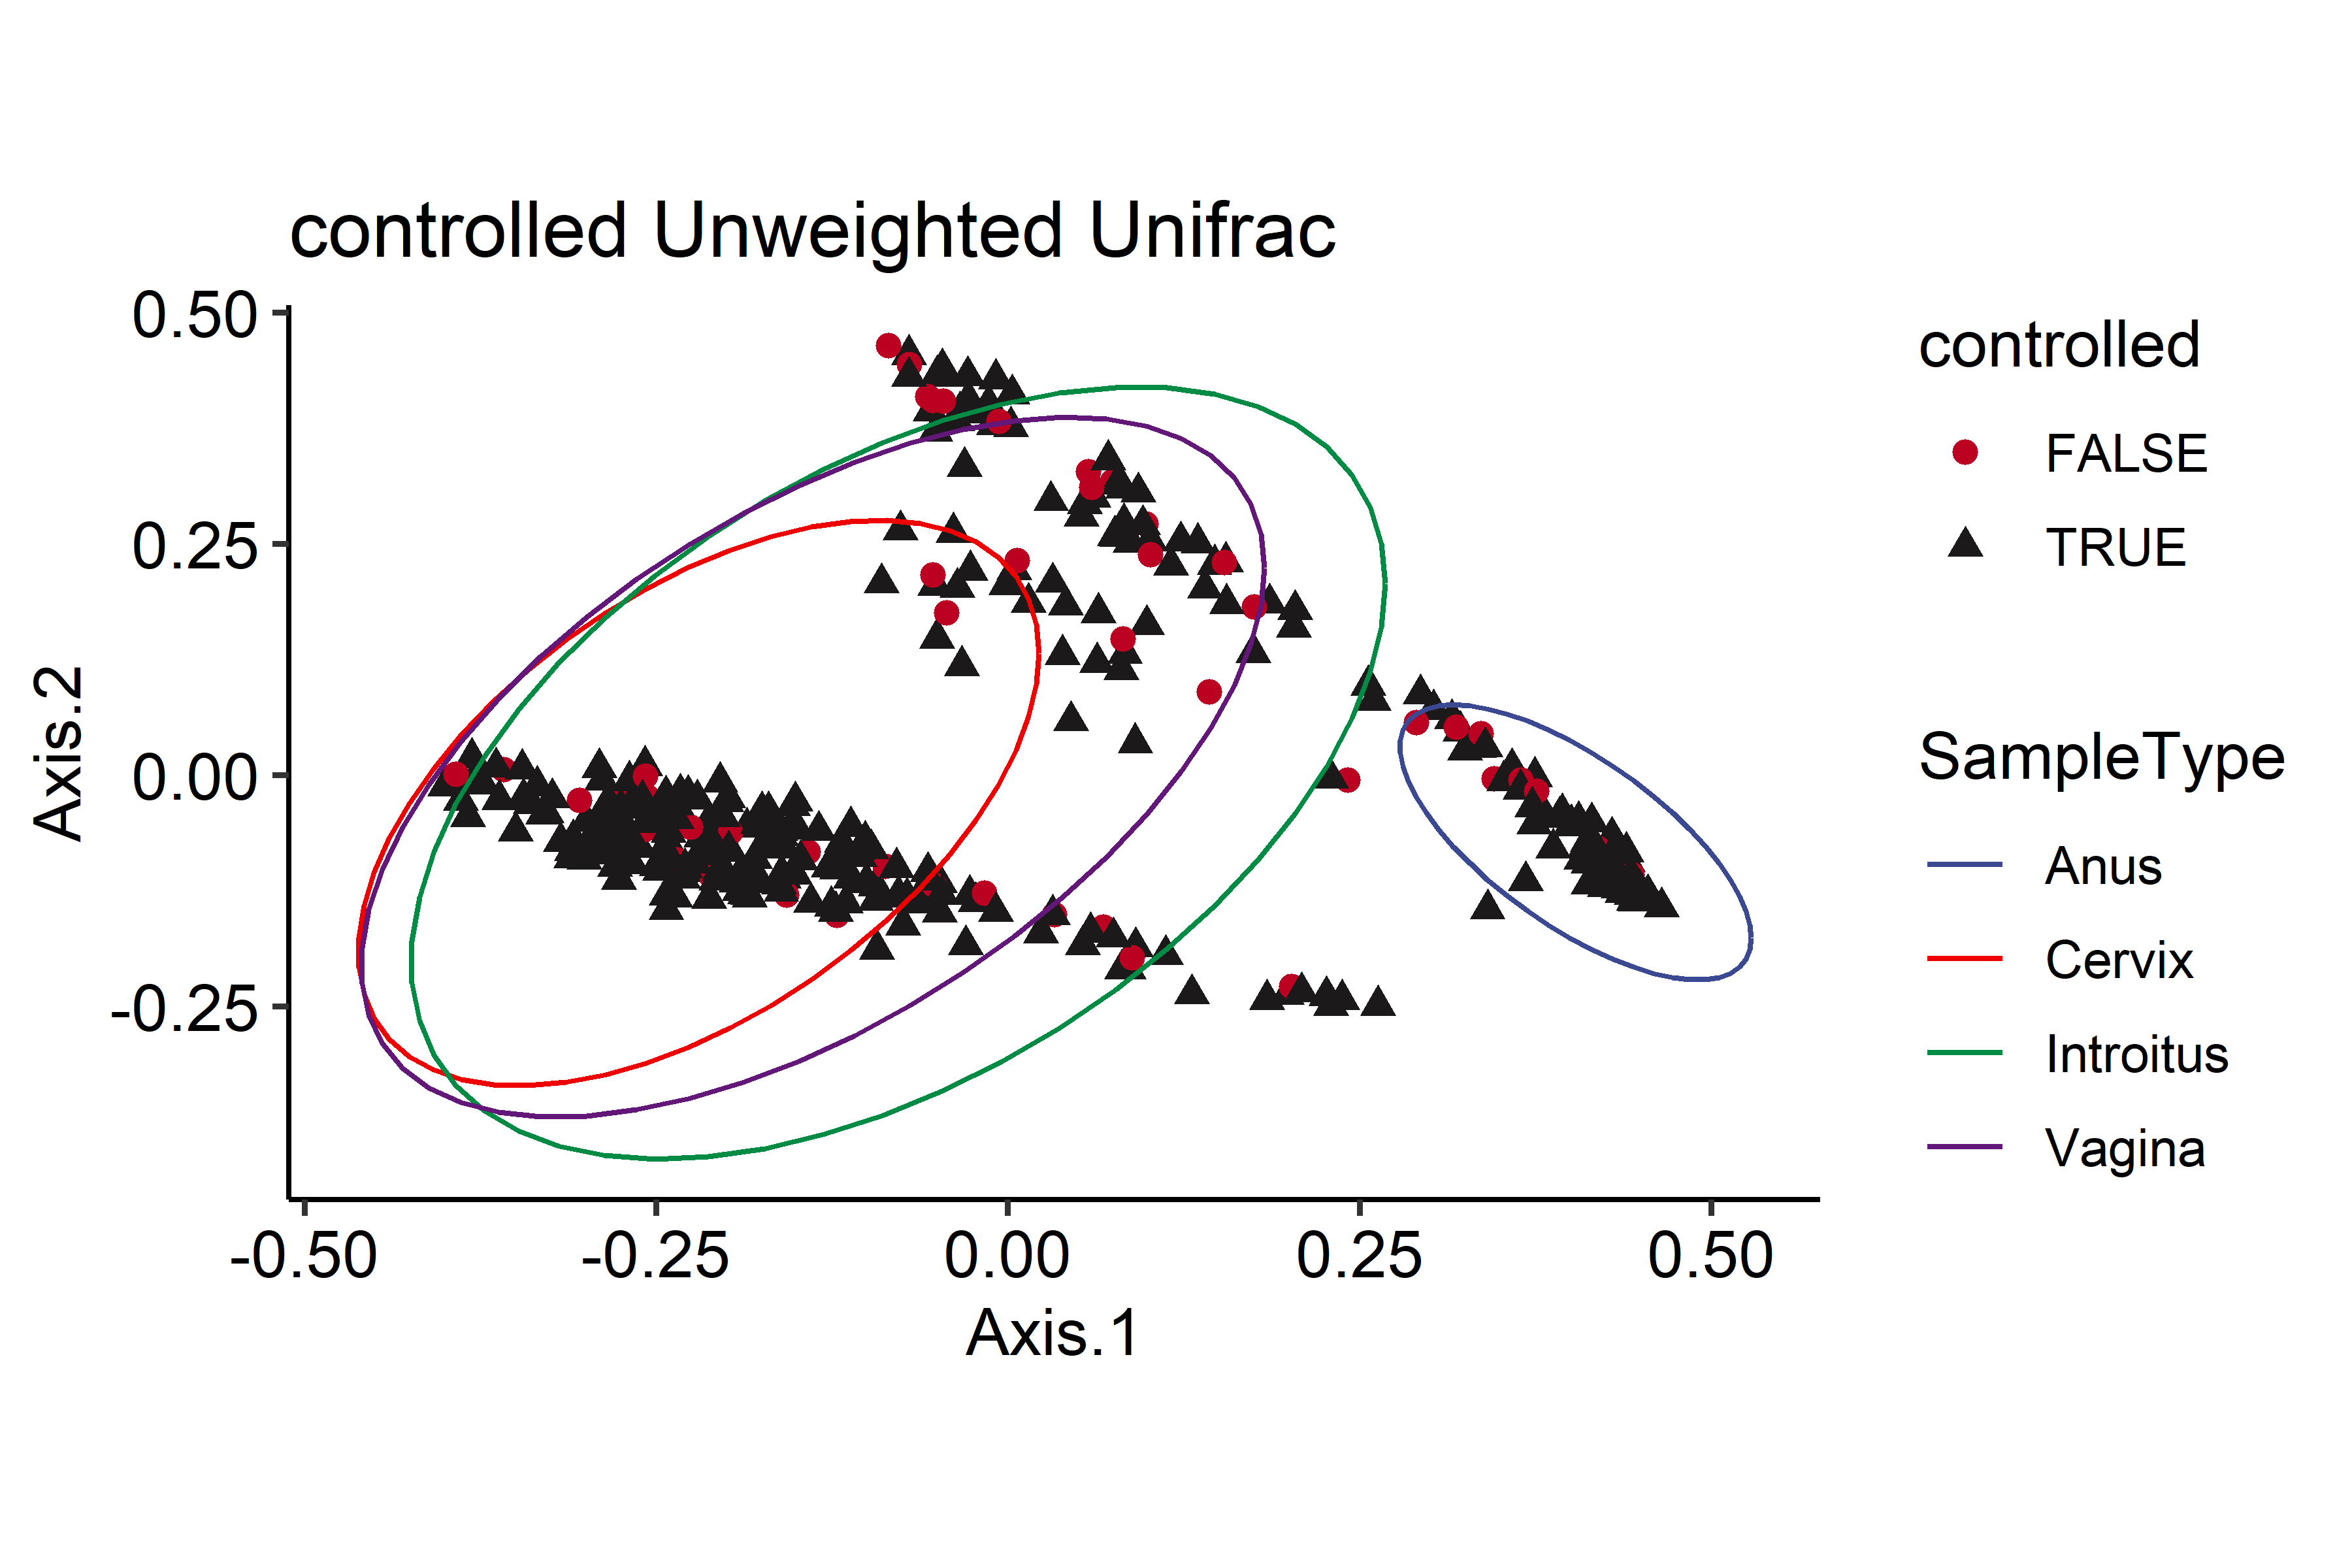 controlled Unweighted Unifrac
0.50
0.25
0.00
-0.25
Axis.2
-0.50 -0.25 0.00 0.25 0.50
Axis.1
controlled
FALSE
TRUE
SampleType
Anus
Cervix
Introitus
Vagina